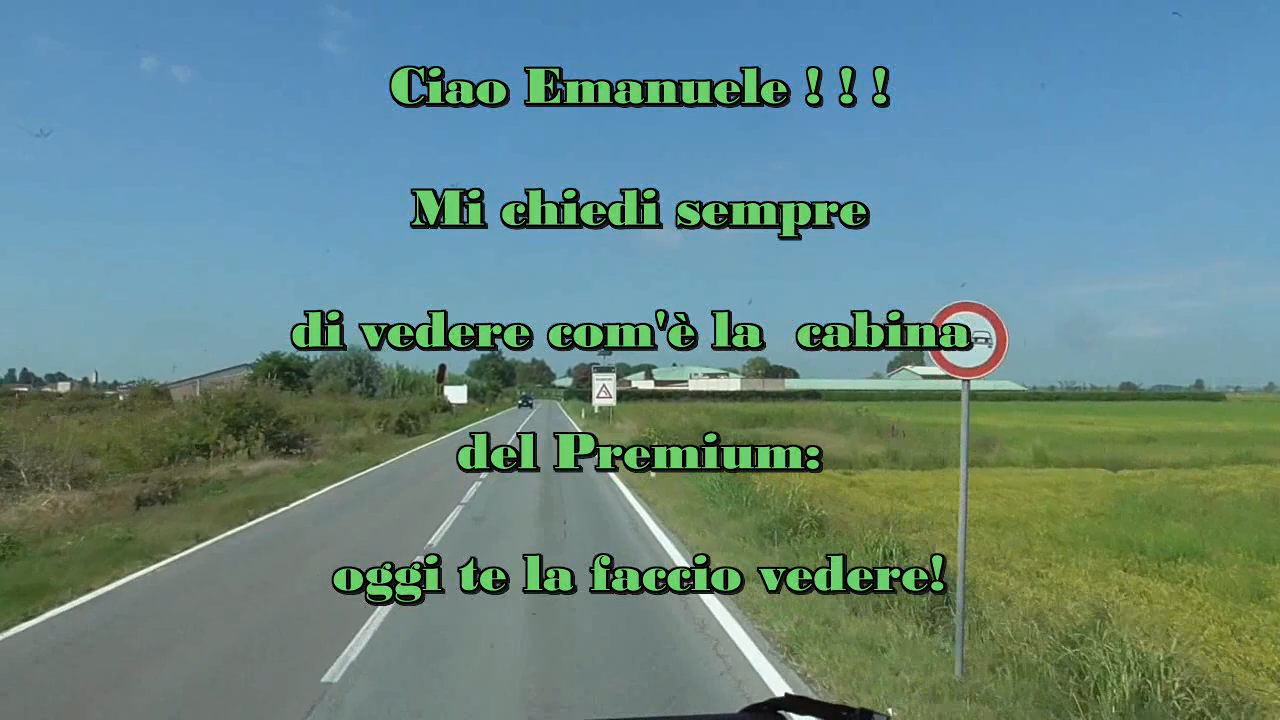 Ciao Emanuele ! ! !
Mi chiedi sempre
di vedere com'è la cabina
del Premium:
oggi te la faccio vedere!